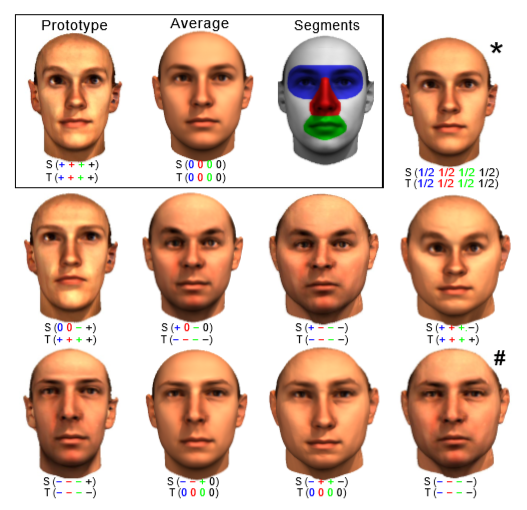 Prototype
Average
Segments
*
S (+ + + +)
T (+ + + +)
S (0 0 0 0)
T (0 0 0 0)
S (1/2 1/2 1/2 1/2)
T (1/2 1/2 1/2 1/2)
S (0 0 – +)
T (+ + + +)
S (+ 0 – 0)
T (– – – –)
S (+ – – –)
T (– – – –)
S (+ + + –)
T (+ + + +)
#
S (– – – +)
T (– – – –)
S (– – + 0)
T (0 0 0 0)
S (– + + –)
T (0 0 0 0)
S (– – – –)
T (– – – –)